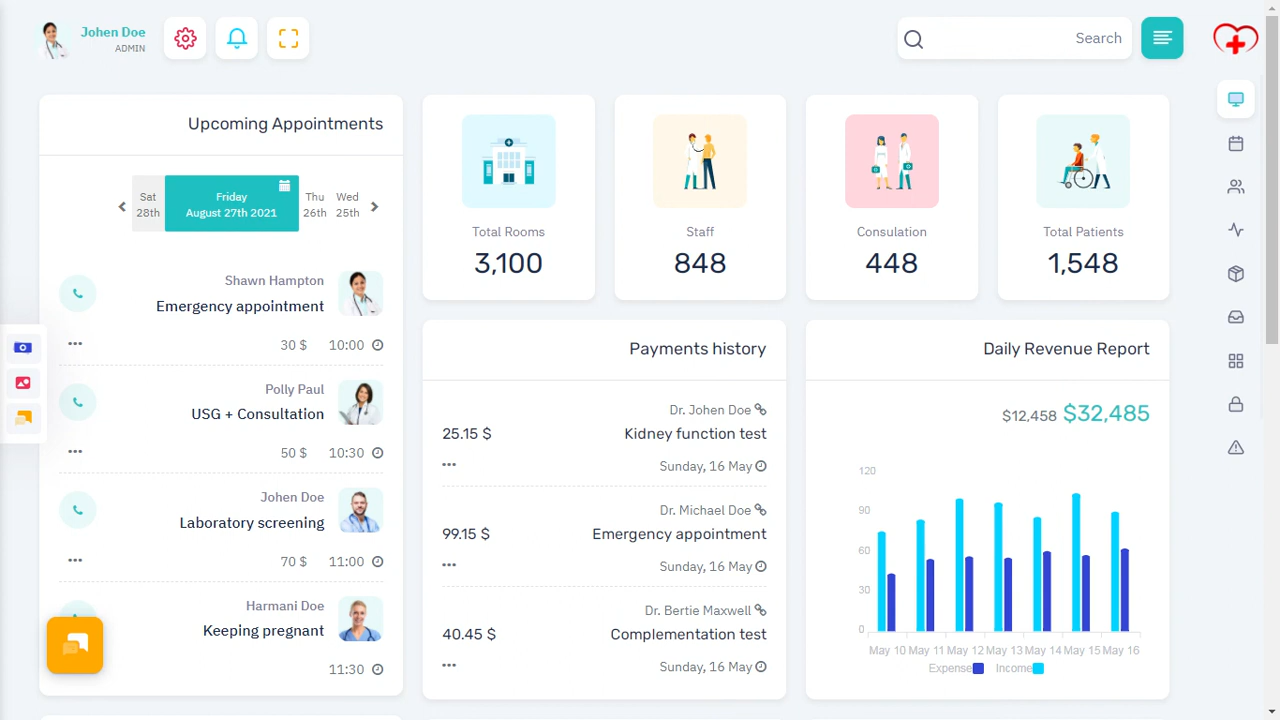 Johen Doe
ADMIN
Search
Upcoming Appointments
Sat
28th
Friday
August 27th 2021
Thu
26th
Wed
25th
Shawn Hampton
Emergency appointment
30 $
10:00
Polly Paul
USG + Consultation
50 $
10:30
Johen Doe
Laboratory screening
70 $
11:00
Harmani Doe
Keeping pregnant
11:30
Total Rooms
3,100
Staff
848
Consulation
448
Total Patients
1,548
Payments history
Dr. Johen Doe
25.15 $
Kidney function test
Sunday, 16 May
Dr. Michael Doe
99.15 $
Emergency appointment
Sunday, 16 May
Dr. Bertie Maxwell
40.45 $
Complementation test
Sunday, 16 May
Daily Revenue Report
$12,458 $32,485
120
90
60
30
0
May 10 May 11 May 12 May 13 May 14 May 15 May 16
Expense Income